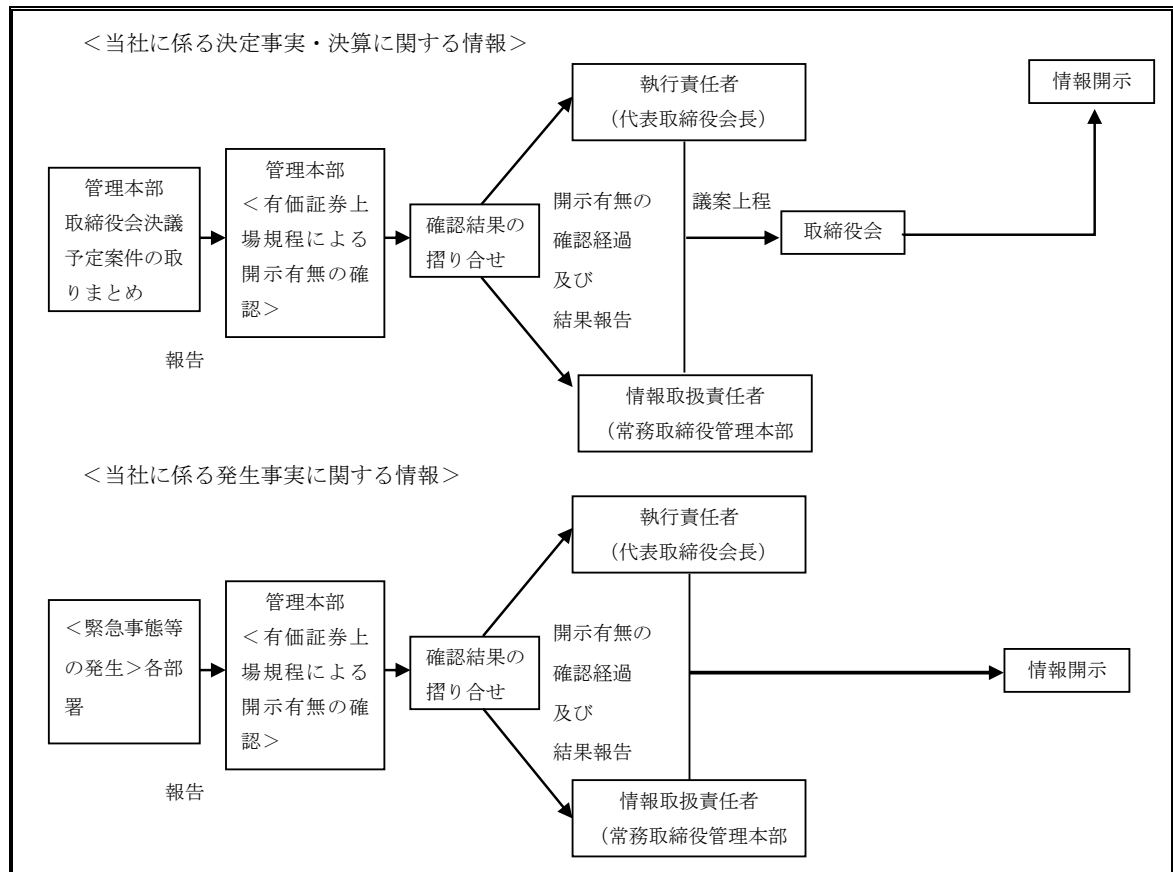 ＜当社に係る決定事実・決算に関する情報＞
管理本部
取締役会決議
予定案件の取
りまとめ
報告
管理本部
＜有価証券上
場規程による
開示有無の確
認＞
確認結果の
摺り合せ
執行責任者
（代表取締役会長）
開示有無の
確認経過
及び
結果報告
情報取扱責任者
（常務取締役管理本部
議案上程
取締役会
情報開示
＜当社に係る発生事実に関する情報＞
＜緊急事態等
の発生＞各部
署
報告
管理本部
＜有価証券上
場規程による
開示有無の確
認＞
確認結果の
摺り合せ
執行責任者
（代表取締役会長）
開示有無の
確認経過
及び
結果報告
情報取扱責任者
（常務取締役管理本部
情報開示